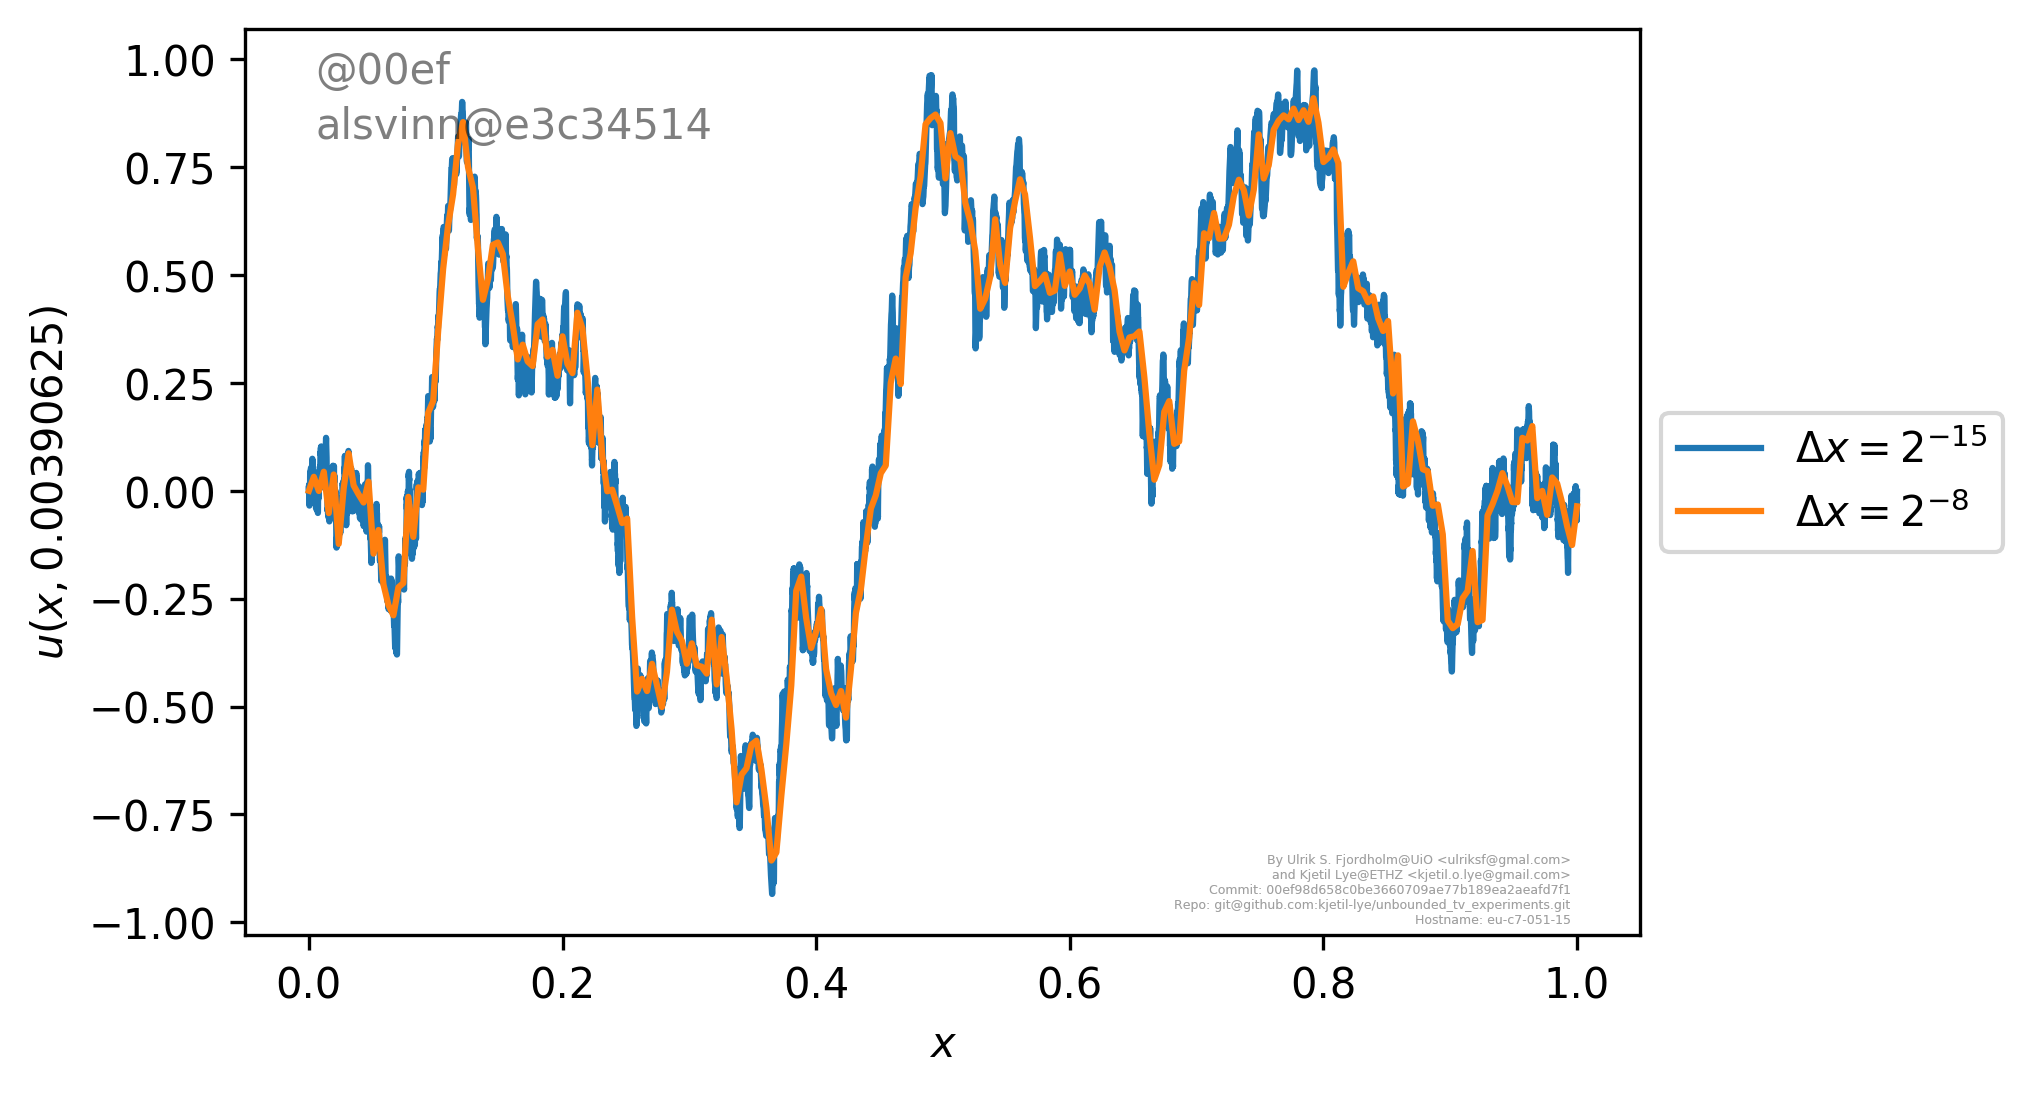 @00ef
alsvinn@e3c34514
1.00
0.75
0.50
0.25
0.00
−0.25
−0.50
−0.75
−1.00
u(x, 0.00390625)
0.0
0.2
0.4
0.6
0.8
1.0
x
Δx = 2⁻¹⁵
Δx = 2⁻⁸
By Ulrik S. Fjordholm@UiO <ulriksf@gmal.com>
and Kjetil Lye@ETHZ <kjetil.o.lye@gmail.com>
Commit: 00ef98d658c0be3660709ae77b189ea2aeafd7f1
Repo: git@github.com:kjetil-lye/unbounded_tv_experiments.git
Hostname: eu-c7-051-15